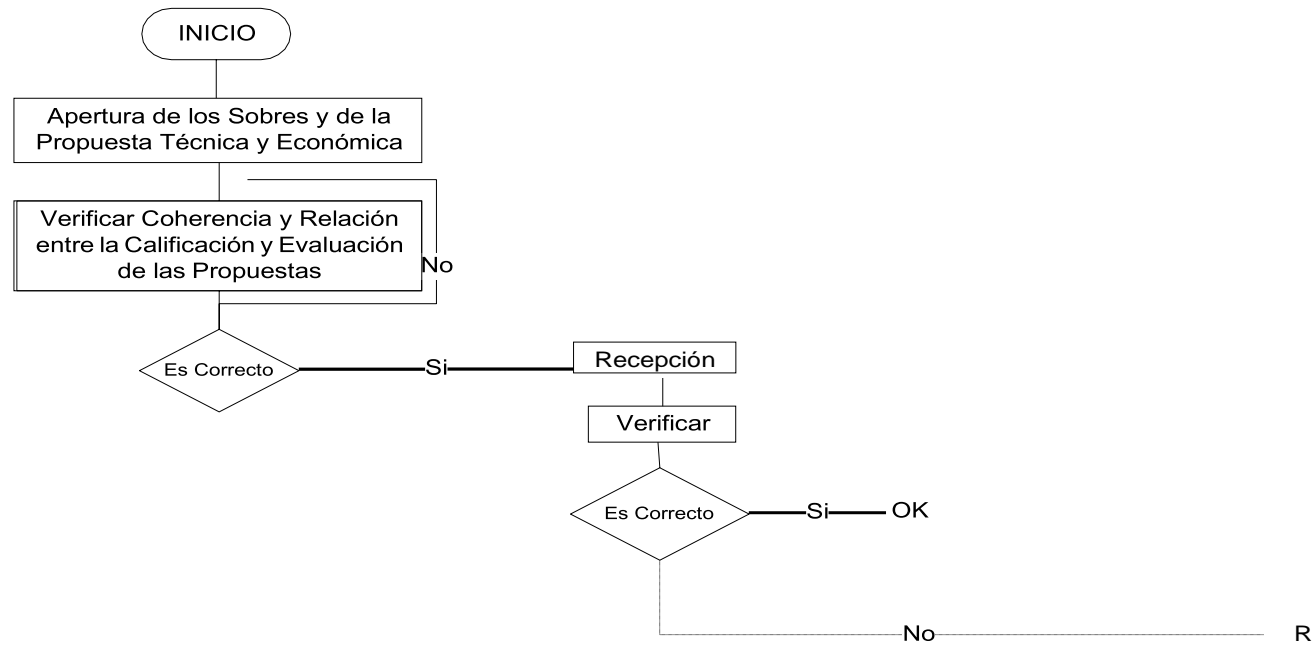 INICIO
Apertura de los Sobres y de la
Propuesta Técnica y Económica
Verificar Coherencia y Relación
entre la Calificación y Evaluación
de las Propuestas
No
Es Correcto
Si
Recepción
Verificar
Es Correcto
Si
OK
No
R